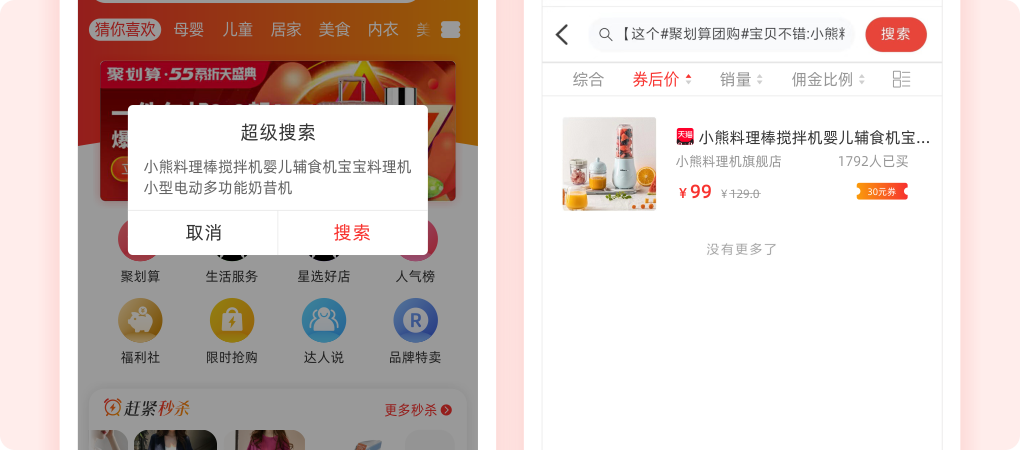 猜你喜欢 母婴 儿童 居家 美食 内衣
聚划算·55系折天盛典
超级搜索
小熊料理棒搅拌机婴儿辅食机宝宝料理机
小型电动多功能奶昔机
取消 搜索
聚划算 生活服务 星选好店 人气榜
福利社 限时抢购 达人说 品牌特卖
赶紧秒杀 更多秒杀
【这个#聚划算团购#宝贝不错:小熊料
搜索
综合 券后价 销量 佣金比例
天猫 小熊料理棒搅拌机婴儿辅食机宝...
小熊料理机旗舰店 1792人已买
¥99 ¥129.0 30元券
没有更多了